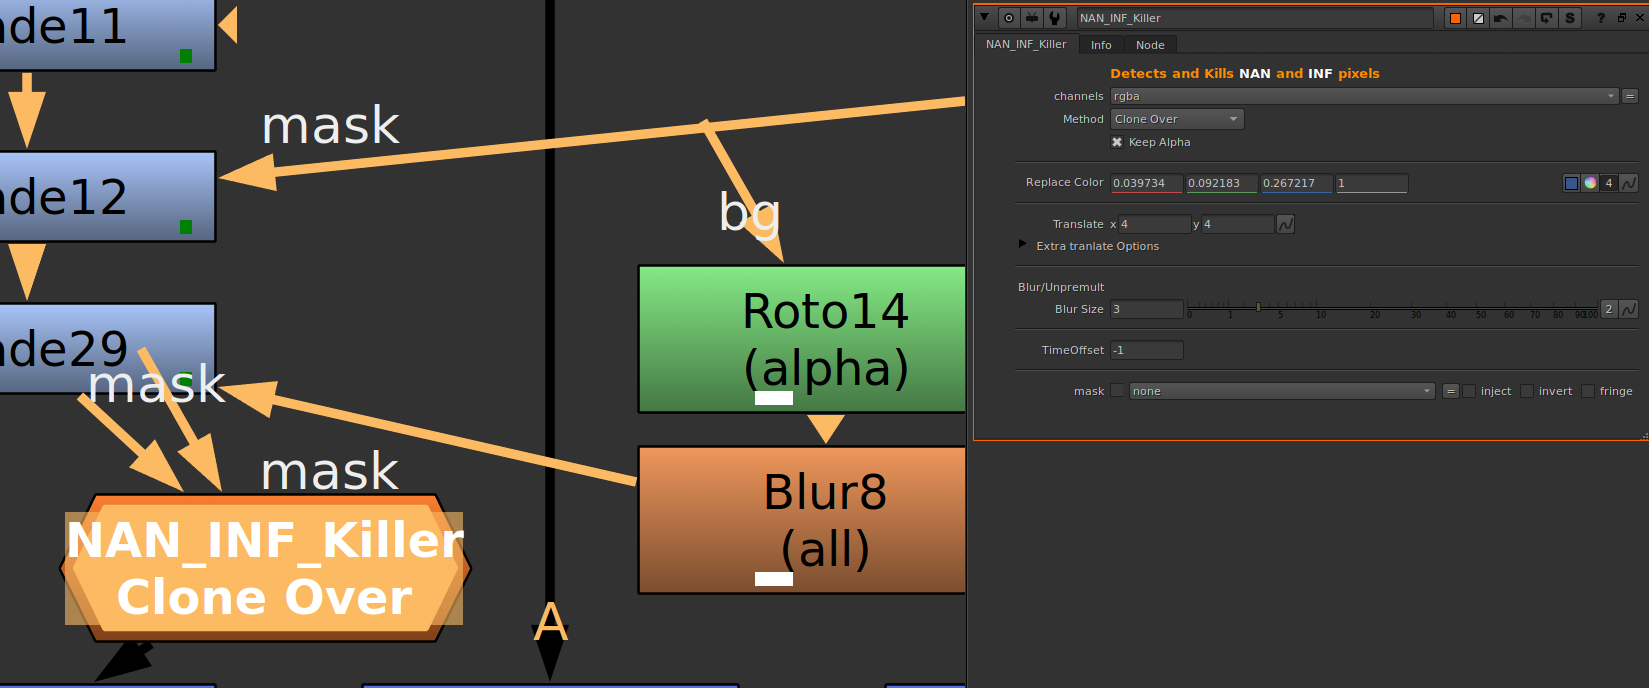 ade11
mask
ade12
bg
Roto14
(alpha)
ade29
mask
mask
Blur8
(all)
NAN_INF_Killer
Clone Over
A
NAN_INF_Killer
S ?
NAN_INF_Killer Info Node
Detects and Kills NAN and INF pixels
channels rgba =
Method Clone Over
Keep Alpha
Replace Color 0.039734 0.092183 0.267217 1 4
Translate x 4 y 4
Extra tranlate Options
Blur/Unpremult
Blur Size 3 2
0 1 5 10 20 30 40 50 60 70 80 90 100
TimeOffset -1
mask none = inject invert fringe